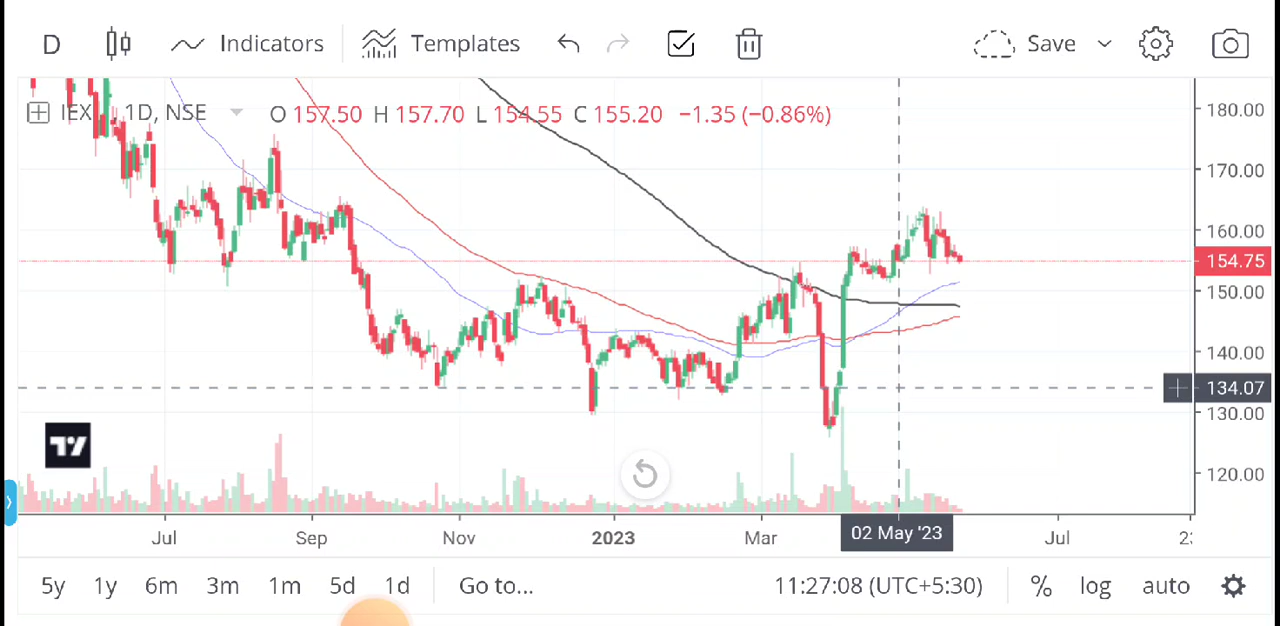 D Indicators Templates Save
IEX 1D, NSE O 157.50 H 157.70 L 154.55 C 155.20 −1.35 (−0.86%)
180.00
170.00
160.00
154.75
150.00
140.00
134.07
130.00
120.00
Jul Sep Nov 2023 Mar 02 May '23 Jul
5y 1y 6m 3m 1m 5d 1d Go to... 11:27:08 (UTC+5:30) % log auto